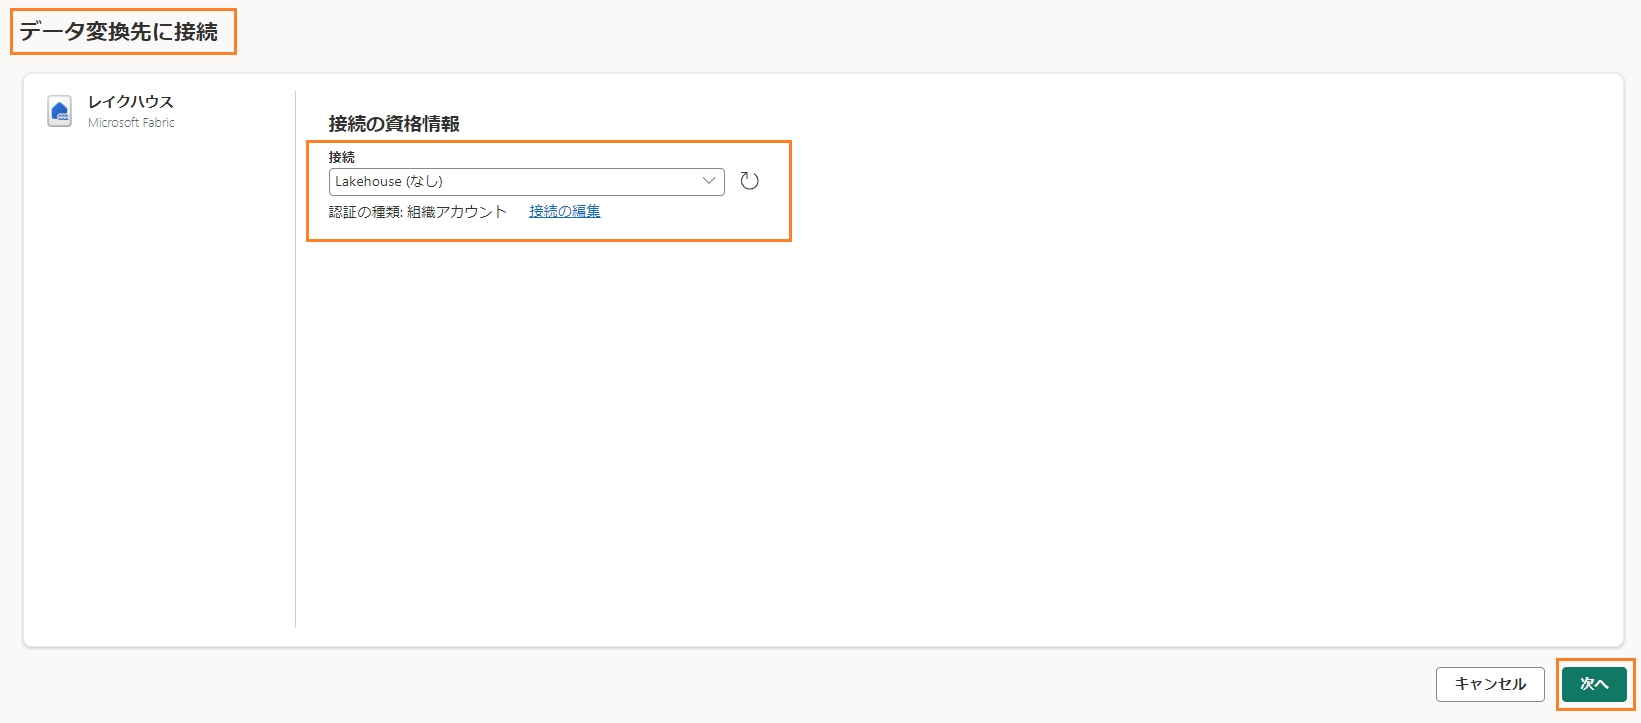 データ変換先に接続
レイクハウス
Microsoft Fabric
接続の資格情報
接続
Lakehouse (なし)
認証の種類: 組織アカウント 接続の編集
キャンセル 次へ